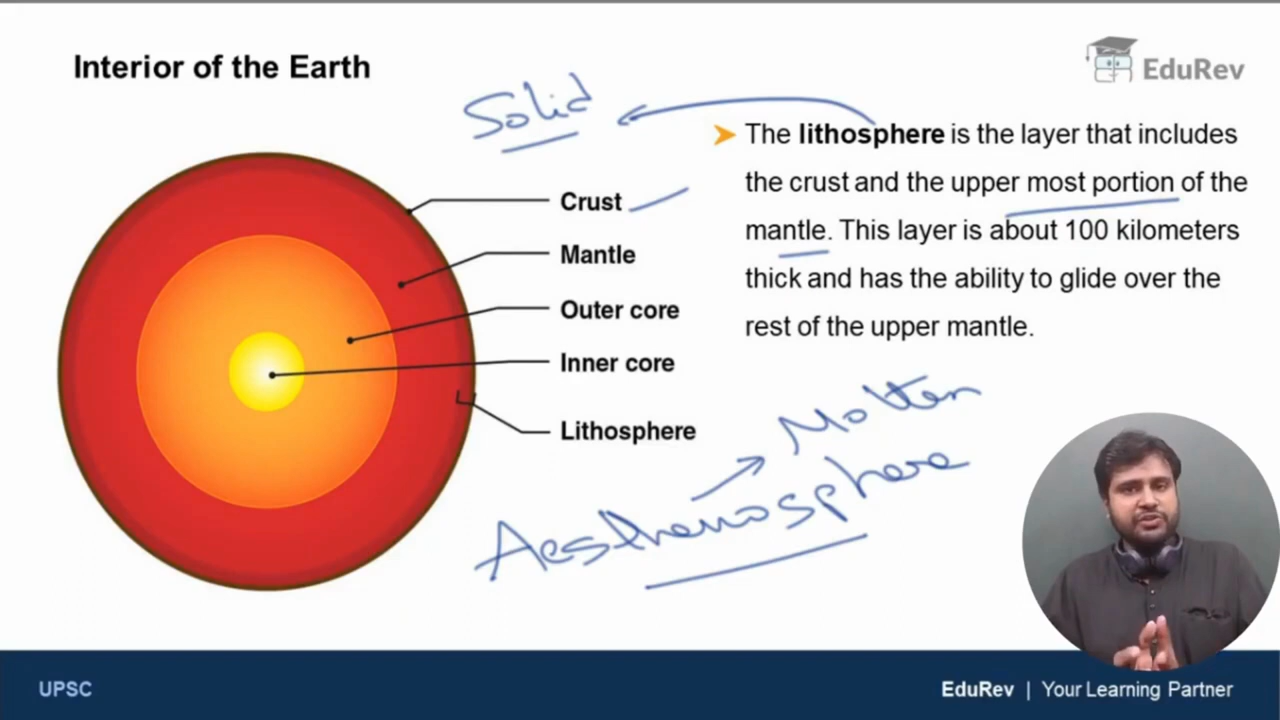 Interior of the Earth
EduRev
Solid
The lithosphere is the layer that includes
the crust and the upper most portion of the
mantle. This layer is about 100 kilometers
thick and has the ability to glide over the
rest of the upper mantle.
Crust
Mantle
Outer core
Inner core
Lithosphere
Molten
Aesthenosphere
UPSC
EduRev | Your Learning Partner